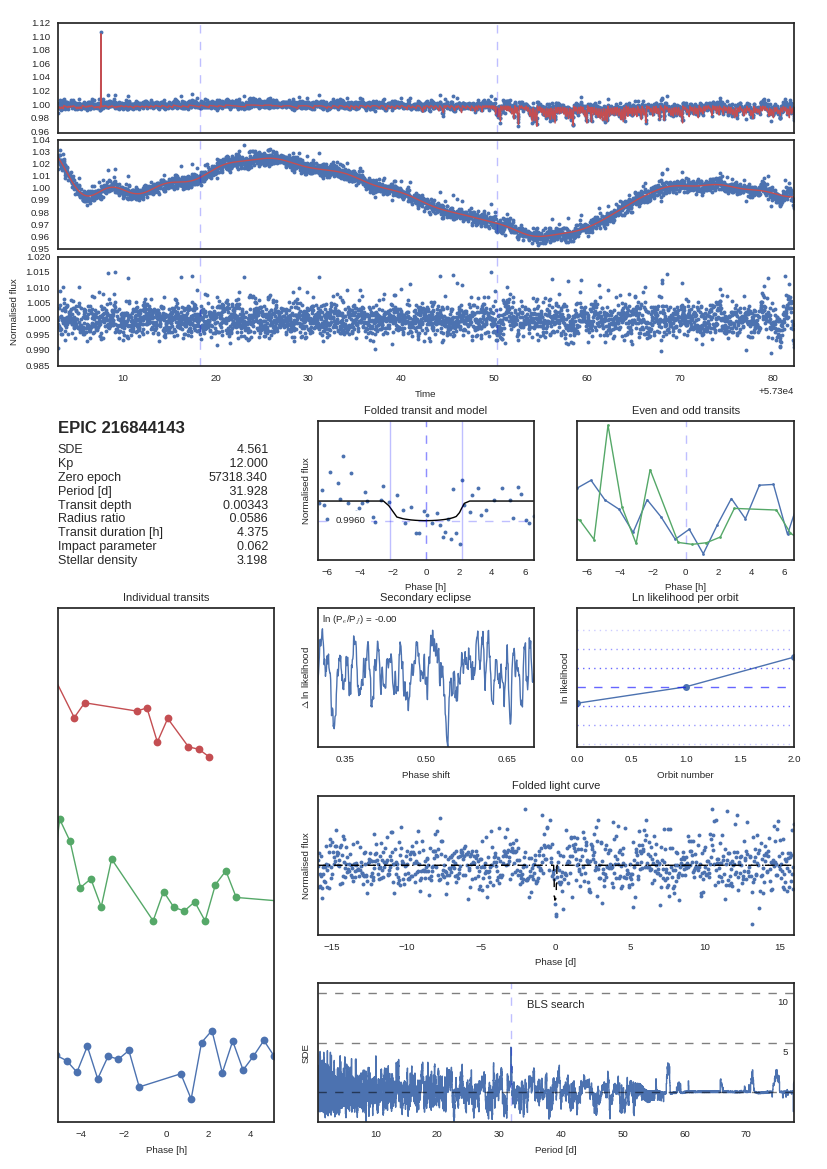 1.12
1.10
1.08
1.06
1.04
1.02
1.00
0.98
0.96
1.04
1.03
1.02
1.01
1.00
0.99
0.98
0.97
0.96
0.95
1.020
1.015
1.010
1.005
1.000
0.995
0.990
0.985
Normalised flux
10 20 30 40 50 60 70 80
Time
+5.73e4
EPIC 216844143
SDE 4.561
Kp 12.000
Zero epoch 57318.340
Period [d] 31.928
Transit depth 0.00343
Radius ratio 0.0586
Transit duration [h] 4.375
Impact parameter 0.062
Stellar density 3.198
Folded transit and model
Normalised flux
0.9960
−6 −4 −2 0 2 4 6
Phase [h]
Even and odd transits
−6 −4 −2 0 2 4 6
Phase [h]
Individual transits
−4 −2 0 2 4
Phase [h]
Secondary eclipse
ln (Pₑ/P𝑓) = -0.00
Δ ln likelihood
0.35 0.50 0.65
Phase shift
Ln likelihood per orbit
ln likelihood
0.0 0.5 1.0 1.5 2.0
Orbit number
Folded light curve
Normalised flux
−15 −10 −5 0 5 10 15
Phase [d]
BLS search
10
5
SDE
10 20 30 40 50 60 70
Period [d]